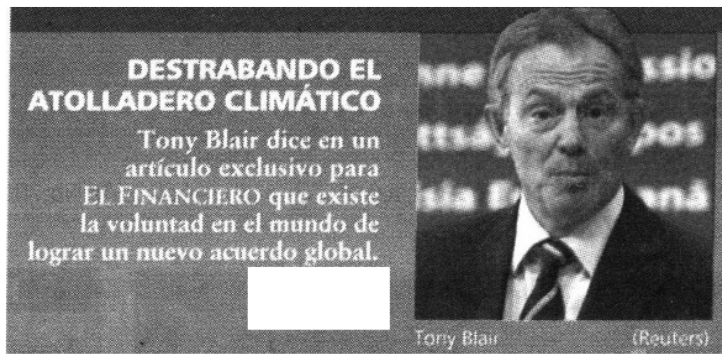 DESTRABANDO EL
ATOLLADERO CLIMÁTICO
Tony Blair dice en un
artículo exclusivo para
EL FINANCIERO que existe
la voluntad en el mundo de
lograr un nuevo acuerdo global.
Tony Blair (Reuters)